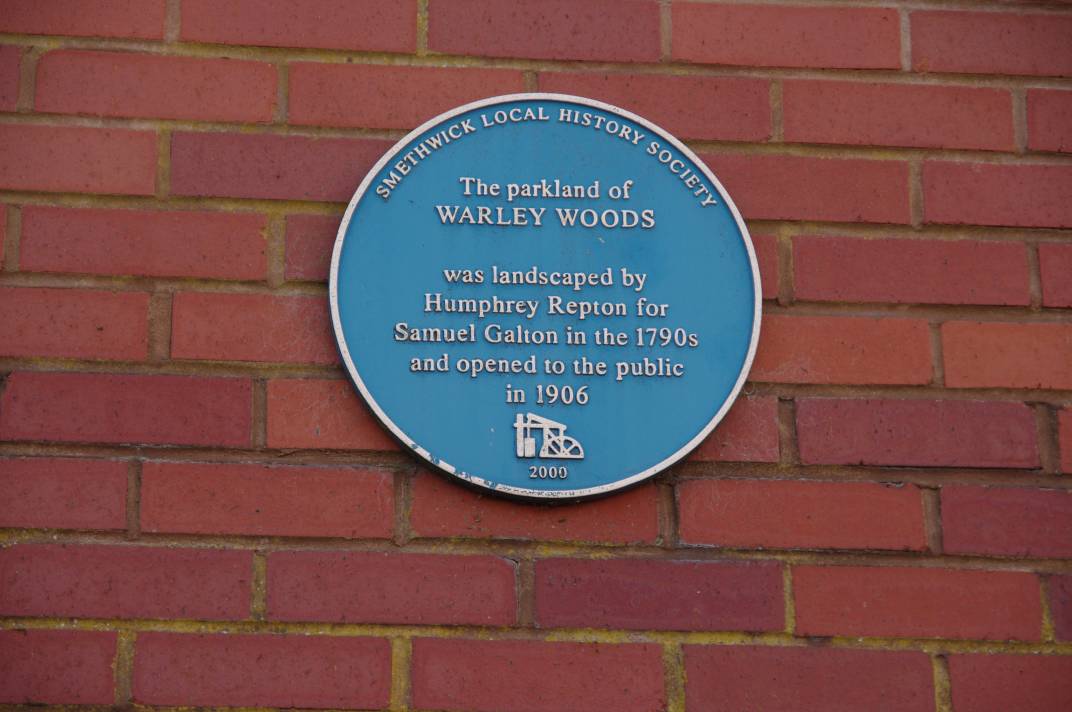 SMETHWICK LOCAL HISTORY SOCIETY
The parkland of
WARLEY WOODS
was landscaped by
Humphrey Repton for
Samuel Galton in the 1790s
and opened to the public
in 1906
2000